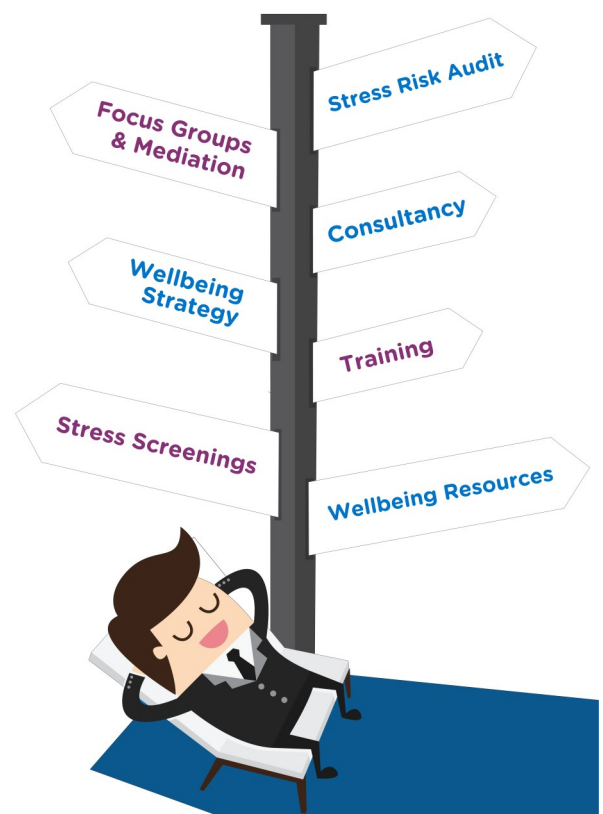 Stress Risk Audit
Focus Groups
& Mediation
Consultancy
Wellbeing
Strategy
Training
Stress Screenings
Wellbeing Resources